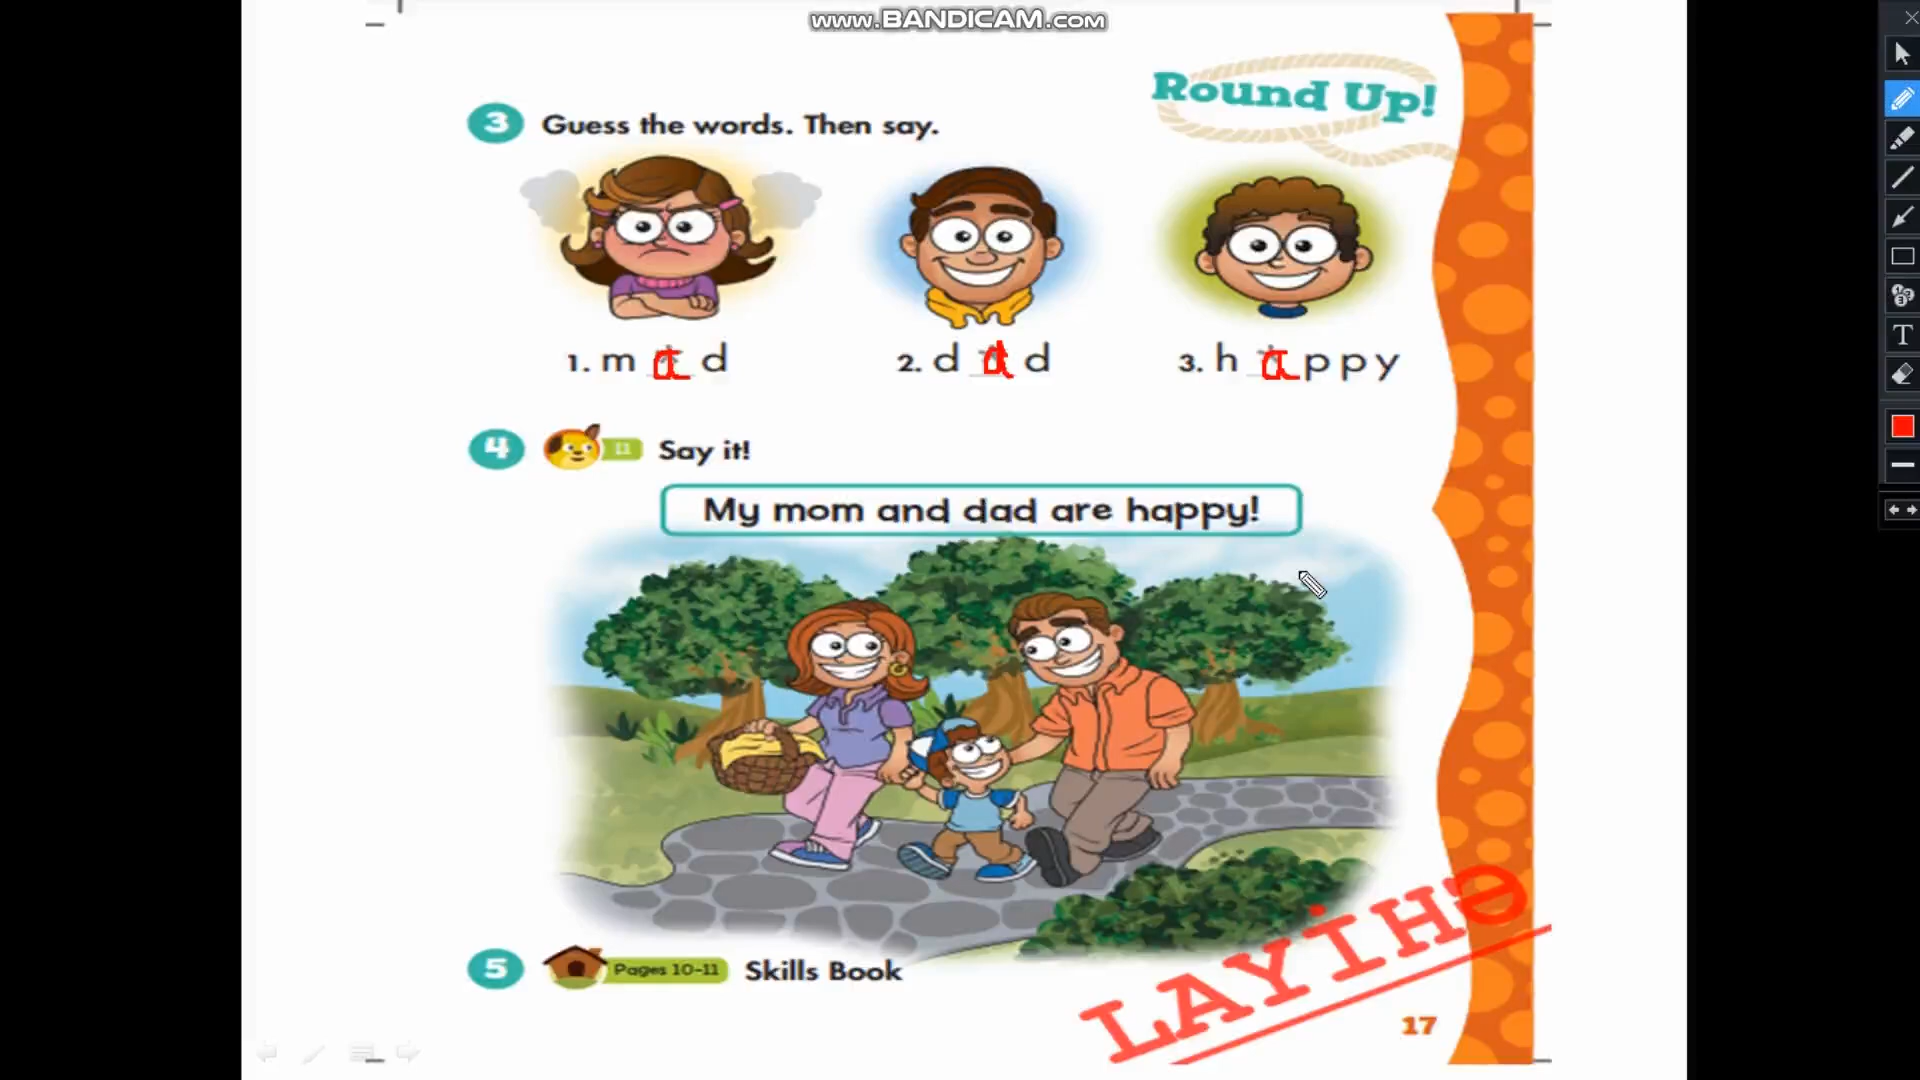 www.BANDICAM.com
Round Up!
3 Guess the words. Then say.
1. m a d
2. d a d
3. h a ppy
4 11 Say it!
My mom and dad are happy!
5 Pages 10-11 Skills Book
LAYİHƏ
17